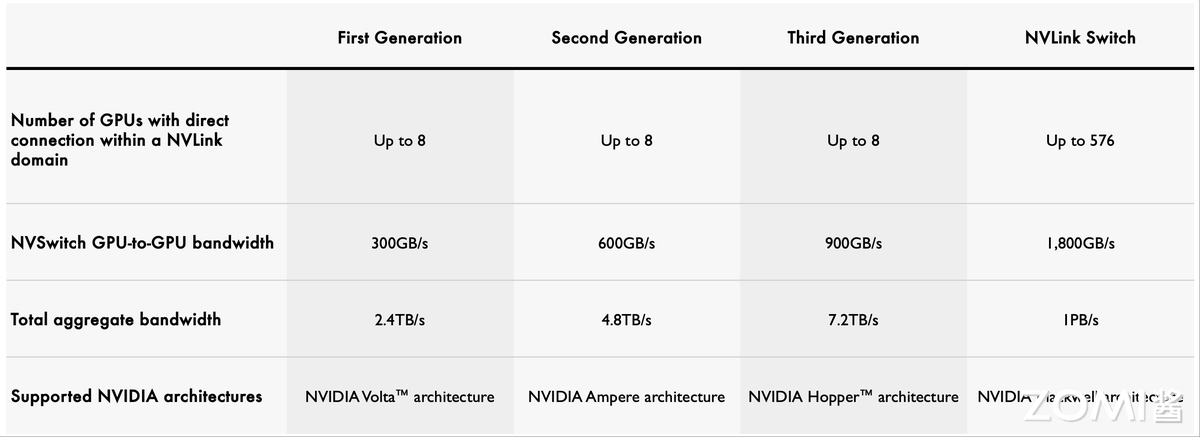 First Generation Second Generation Third Generation NVLink Switch
Number of GPUs with direct
connection within a NVLink
domain
Up to 8 Up to 8 Up to 8 Up to 576
NVSwitch GPU-to-GPU bandwidth 300GB/s 600GB/s 900GB/s 1,800GB/s
Total aggregate bandwidth 2.4TB/s 4.8TB/s 7.2TB/s 1PB/s
Supported NVIDIA architectures NVIDIA Volta™ architecture NVIDIA Ampere architecture NVIDIA Hopper™ architecture NVIDIA Blackwell architecture
ZOMI酱